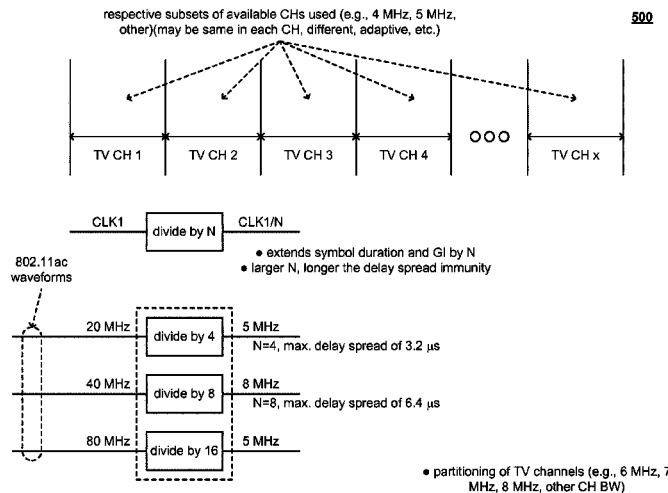 respective subsets of available CHs used (e.g., 4 MHz, 5 MHz,
other)(may be same in each CH, different, adaptive, etc.)
500
TV CH 1
TV CH 2
TV CH 3
TV CH 4
TV CH x
CLK1
divide by N
CLK1/N
• extends symbol duration and GI by N
• larger N, longer the delay spread immunity
802.11ac
waveforms
20 MHz
divide by 4
5 MHz
N=4, max. delay spread of 3.2 µs
40 MHz
divide by 8
8 MHz
N=8, max. delay spread of 6.4 µs
80 MHz
divide by 16
5 MHz
• partitioning of TV channels (e.g., 6 MHz, 7
MHz, 8 MHz, other CH BW)